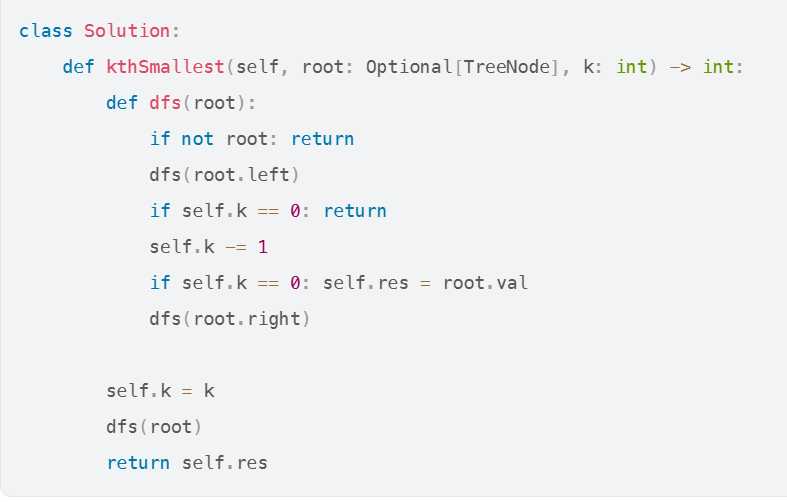 class Solution:
    def kthSmallest(self, root: Optional[TreeNode], k: int) -> int:
        def dfs(root):
            if not root: return
            dfs(root.left)
            if self.k == 0: return
            self.k -= 1
            if self.k == 0: self.res = root.val
            dfs(root.right)

        self.k = k
        dfs(root)
        return self.res